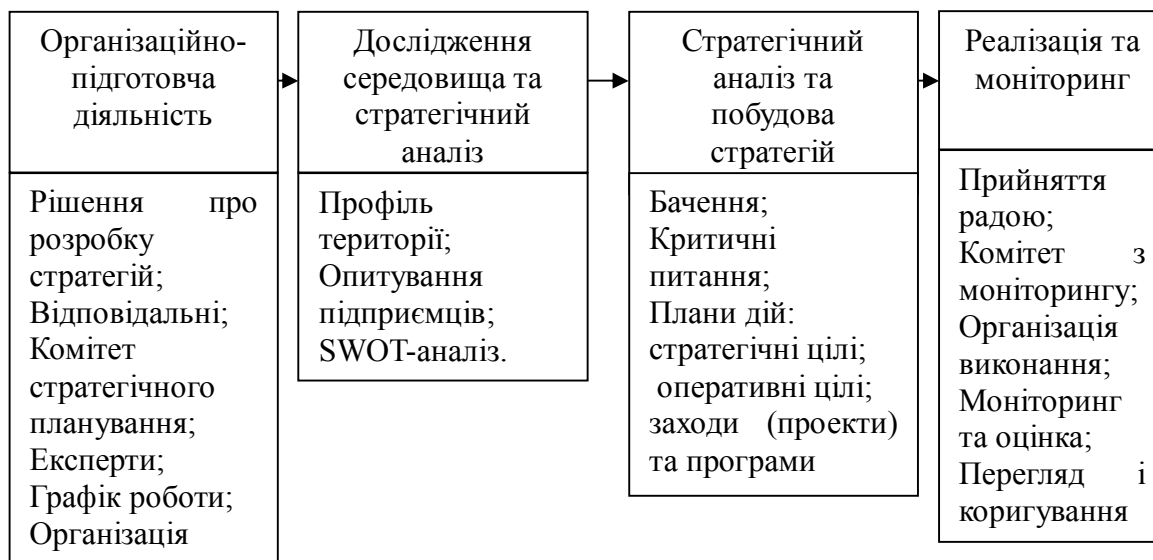 Організаційно-
підготовча
діяльність
Рішення про
розробку
стратегій;
Відповідальні;
Комітет
стратегічного
планування;
Експерти;
Графік роботи;
Організація
Дослідження
середовища та
стратегічний
аналіз
Профіль
території;
Опитування
підприємців;
SWOT-аналіз.
Стратегічний
аналіз та
побудова
стратегій
Бачення;
Критичні
питання;
Плани дій:
стратегічні цілі;
оперативні цілі;
заходи (проекти)
та програми
Реалізація та
моніторинг
Прийняття
радою;
Комітет з
моніторингу;
Організація
виконання;
Моніторинг
та оцінка;
Перегляд і
коригування